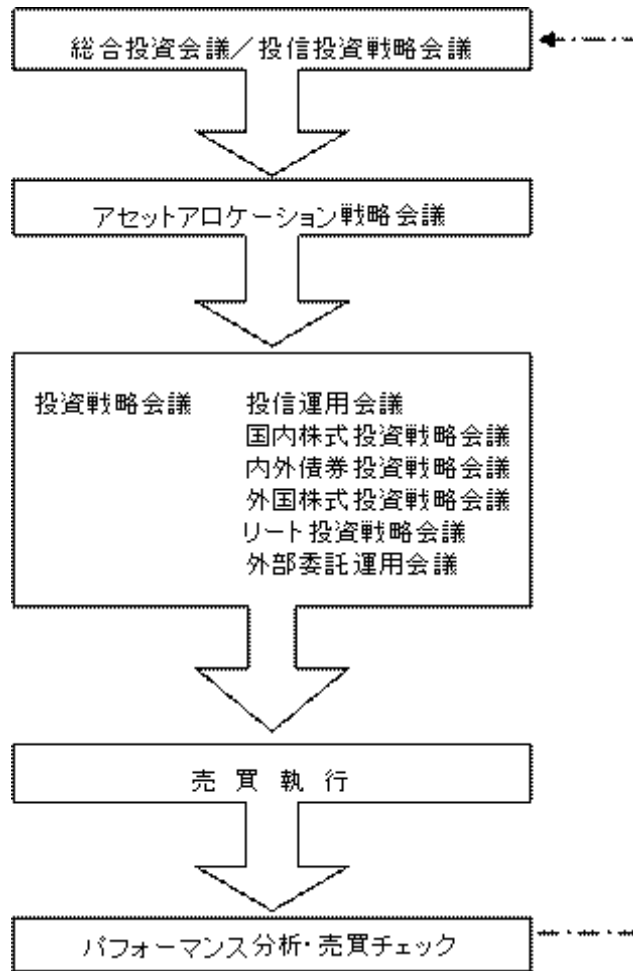 総合投資会議／投信投資戦略会議
アセットアロケーション戦略会議
投資戦略会議 投信運用会議
国内株式投資戦略会議
内外債券投資戦略会議
外国株式投資戦略会議
リート投資戦略会議
外部委託運用会議
売買執行
パフォーマンス分析・売買チェック